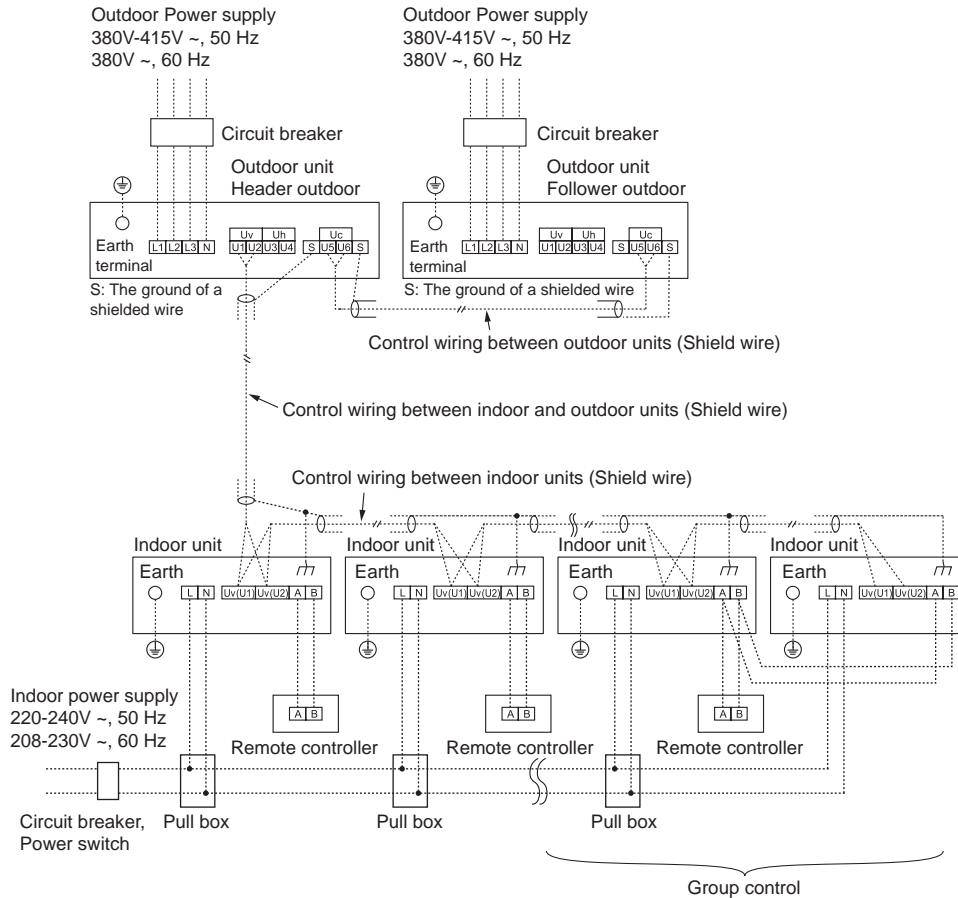 Outdoor Power supply
380V-415V ~, 50 Hz
380V ~, 60 Hz
Outdoor Power supply
380V-415V ~, 50 Hz
380V ~, 60 Hz
Circuit breaker
Circuit breaker
Outdoor unit
Header outdoor
Outdoor unit
Follower outdoor
Earth
terminal
L1 L2 L3 N
Uv Uh Uc
U1 U2 U3 U4 S U5 U6 S
Earth
terminal
L1 L2 L3 N
Uv Uh Uc
U1 U2 U3 U4 S U5 U6 S
S: The ground of a
shielded wire
S: The ground of a shielded wire
Control wiring between outdoor units (Shield wire)
Control wiring between indoor and outdoor units (Shield wire)
Control wiring between indoor units (Shield wire)
Indoor unit
Indoor unit
Indoor unit
Indoor unit
Earth
L N Uv(U1) Uv(U2) A B
Earth
L N Uv(U1) Uv(U2) A B
Earth
L N Uv(U1) Uv(U2) A B
Earth
L N Uv(U1) Uv(U2) A B
Indoor power supply
220-240V ~, 50 Hz
208-230V ~, 60 Hz
A B
A B
A B
Remote controller
Remote controller
Remote controller
Circuit breaker,
Power switch
Pull box
Pull box
Pull box
Group control